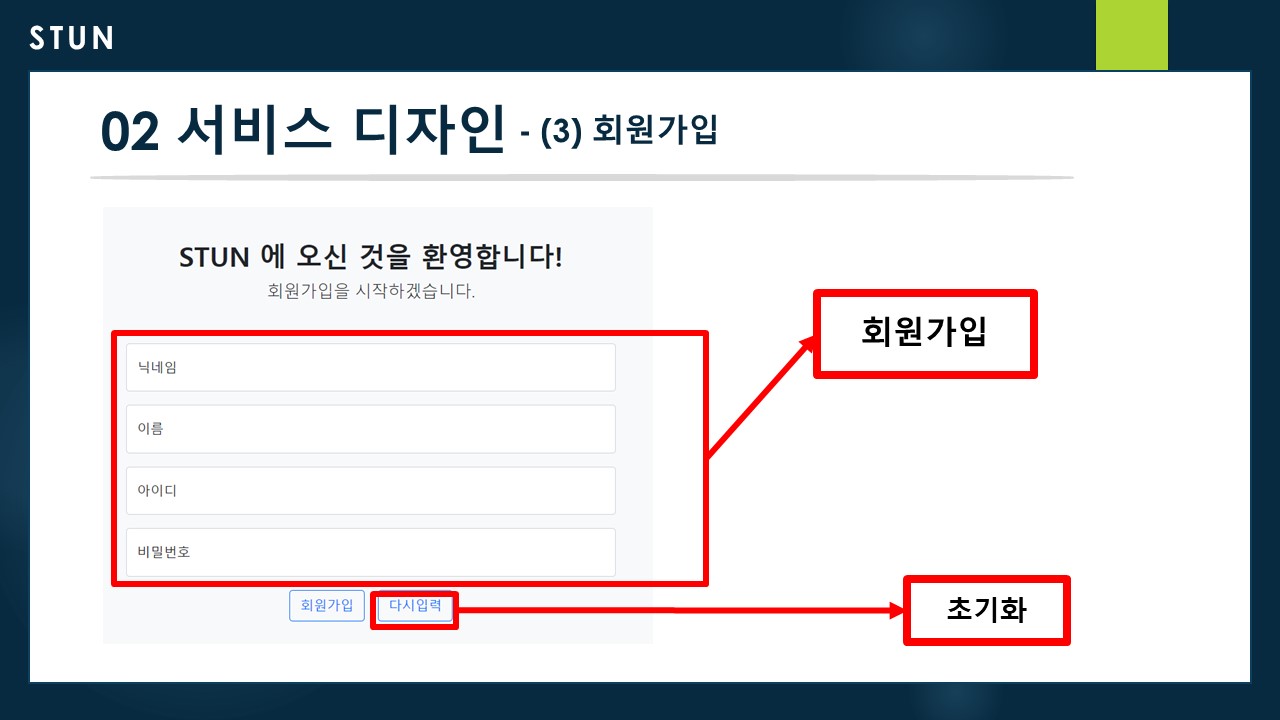 STUN
02 서비스 디자인 - (3) 회원가입
STUN 에 오신 것을 환영합니다!
회원가입을 시작하겠습니다.
닉네임
이름
아이디
비밀번호
회원가입 다시입력
회원가입
초기화